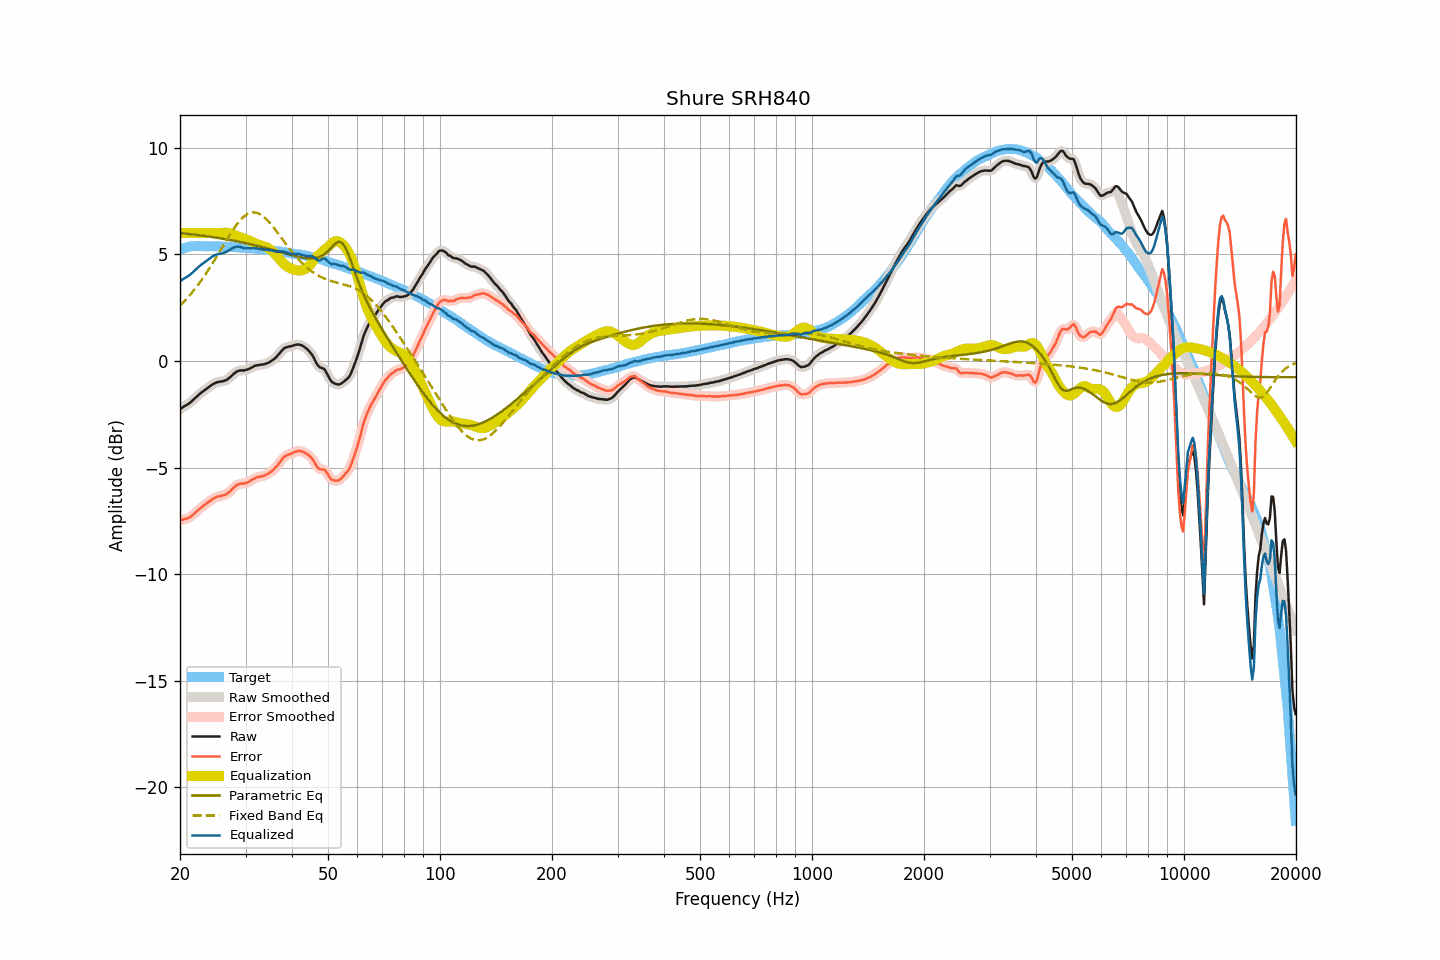 Shure SRH840
Amplitude (dBr)
10
5
0
−5
−10
−15
−20
Target
Raw Smoothed
Error Smoothed
Raw
Error
Equalization
Parametric Eq
Fixed Band Eq
Equalized
20 50 100 200 500 1000 2000 5000 10000 20000
Frequency (Hz)